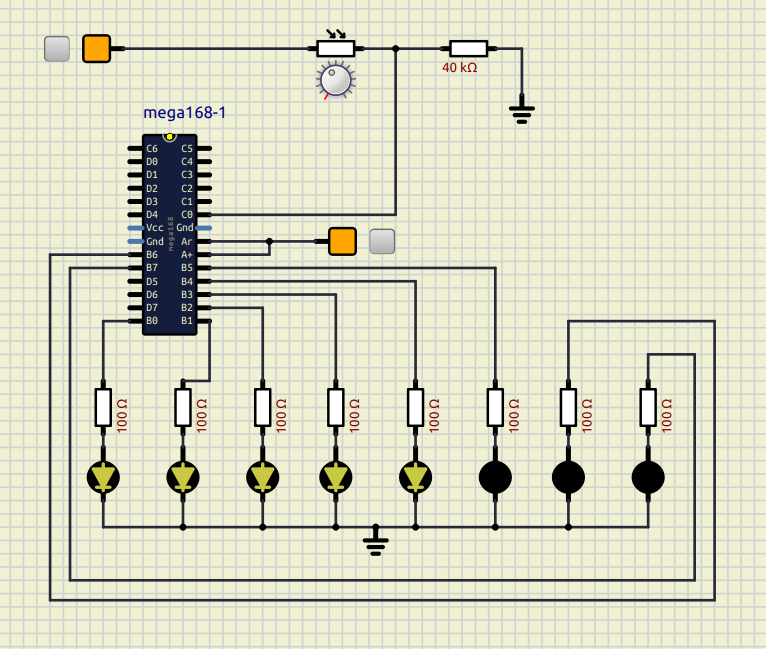 40 kΩ
mega168-1
C6 C5
D0 C4
D1 C3
D2 C2
D3 C1
D4 C0
Vcc Gnd
Gnd Ar
B6 A+
B7 B5
D5 B4
D6 B3
D7 B2
B0 B1
mega168
100 Ω
100 Ω
100 Ω
100 Ω
100 Ω
100 Ω
100 Ω
100 Ω